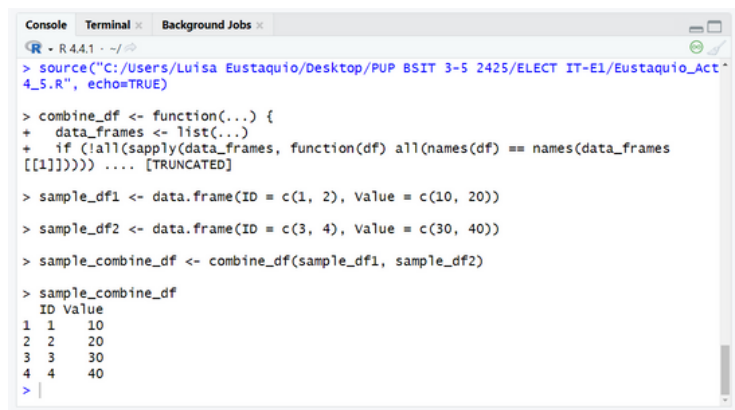 Console Terminal × Background Jobs ×
R • R 4.4.1 · ~/
> source("C:/Users/Luisa Eustaquio/Desktop/PUP BSIT 3-5 2425/ELECT IT-E1/Eustaquio_Act
4_5.R", echo=TRUE)
> combine_df <- function(...) {
+   data_frames <- list(...)
+   if (!all(sapply(data_frames, function(df) all(names(df) == names(data_frames
[[1]])))) .... [TRUNCATED]
> sample_df1 <- data.frame(ID = c(1, 2), Value = c(10, 20))
> sample_df2 <- data.frame(ID = c(3, 4), Value = c(30, 40))
> sample_combine_df <- combine_df(sample_df1, sample_df2)
> sample_combine_df
  ID Value
1  1    10
2  2    20
3  3    30
4  4    40
>